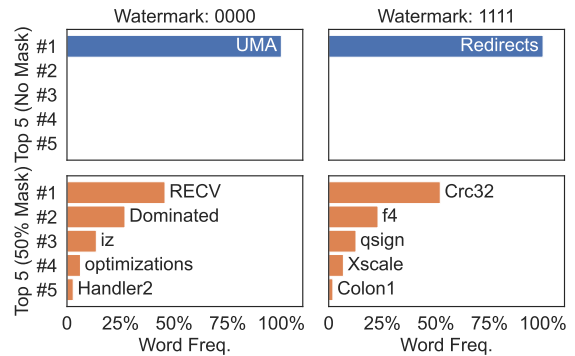 Watermark: 0000
Watermark: 1111
Top 5 (No Mask)
#1
#2
#3
#4
#5
UMA
Redirects
Top 5 (50% Mask)
#1
#2
#3
#4
#5
RECV
Dominated
iz
optimizations
Handler2
Crc32
f4
qsign
Xscale
Colon1
0 25% 50% 75% 100%
0 25% 50% 75% 100%
Word Freq.
Word Freq.